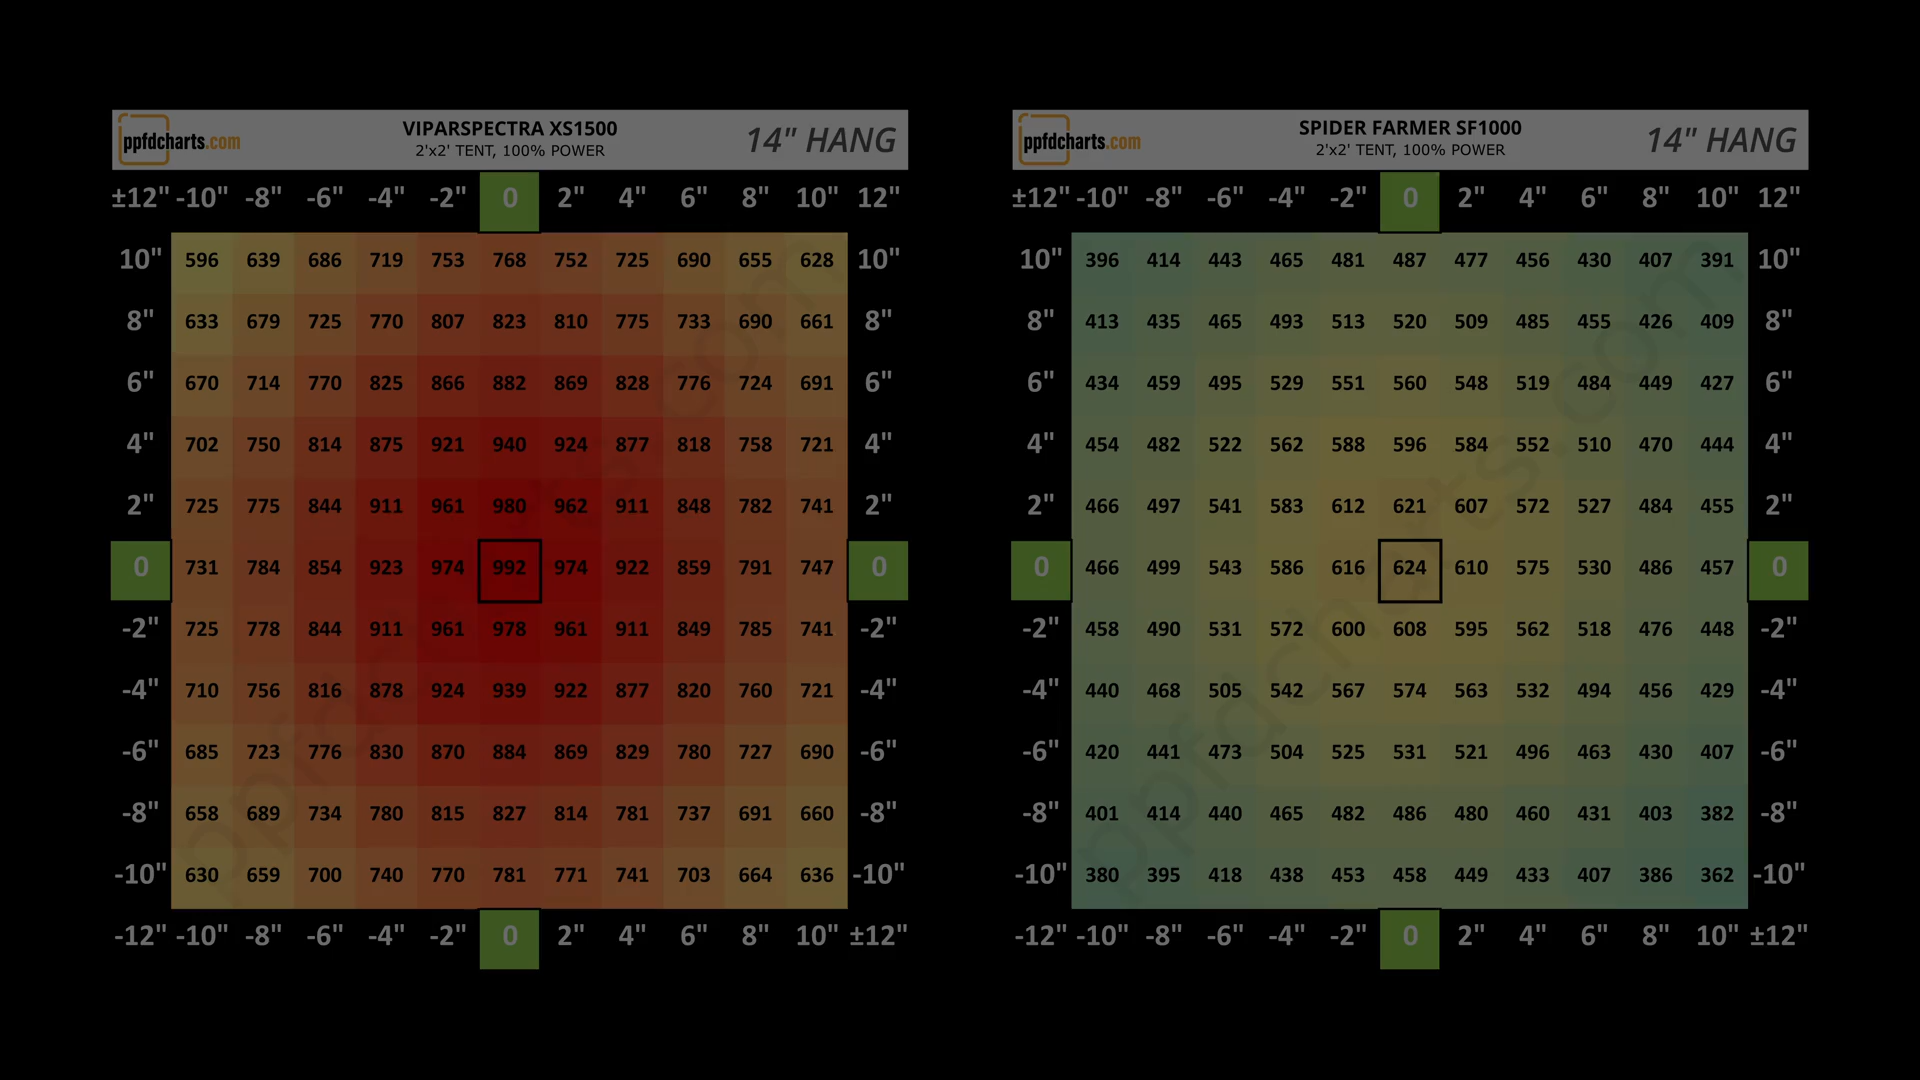 ppfdcharts.com
VIPARSPECTRA XS1500
2'x2' TENT, 100% POWER
14" HANG
±12" -10" -8" -6" -4" -2" 0 2" 4" 6" 8" 10" 12"
10" 596 639 686 719 753 768 752 725 690 655 628 10"
8" 633 679 725 770 807 823 810 775 733 690 661 8"
6" 670 714 770 825 866 882 869 828 776 724 691 6"
4" 702 750 814 875 921 940 924 877 818 758 721 4"
2" 725 775 844 911 961 980 962 911 848 782 741 2"
0 731 784 854 923 974 992 974 922 859 791 747 0
-2" 725 778 844 911 961 978 961 911 849 785 741 -2"
-4" 710 756 816 878 924 939 922 877 820 760 721 -4"
-6" 685 723 776 830 870 884 869 829 780 727 690 -6"
-8" 658 689 734 780 815 827 814 781 737 691 660 -8"
-10" 630 659 700 740 770 781 771 741 703 664 636 -10"
-12" -10" -8" -6" -4" -2" 0 2" 4" 6" 8" 10" ±12"
ppfdcharts.com
ppfdcharts.com
SPIDER FARMER SF1000
2'x2' TENT, 100% POWER
14" HANG
±12" -10" -8" -6" -4" -2" 0 2" 4" 6" 8" 10" 12"
10" 396 414 443 465 481 487 477 456 430 407 391 10"
8" 413 435 465 493 513 520 509 485 455 426 409 8"
6" 434 459 495 529 551 560 548 519 484 449 427 6"
4" 454 482 522 562 588 596 584 552 510 470 444 4"
2" 466 497 541 583 612 621 607 572 527 484 455 2"
0 466 499 543 586 616 624 610 575 530 486 457 0
-2" 458 490 531 572 600 608 595 562 518 476 448 -2"
-4" 440 468 505 542 567 574 563 532 494 456 429 -4"
-6" 420 441 473 504 525 531 521 496 463 430 407 -6"
-8" 401 414 440 465 482 486 480 460 431 403 382 -8"
-10" 380 395 418 438 453 458 449 433 407 386 362 -10"
-12" -10" -8" -6" -4" -2" 0 2" 4" 6" 8" 10" ±12"
ppfdcharts.com